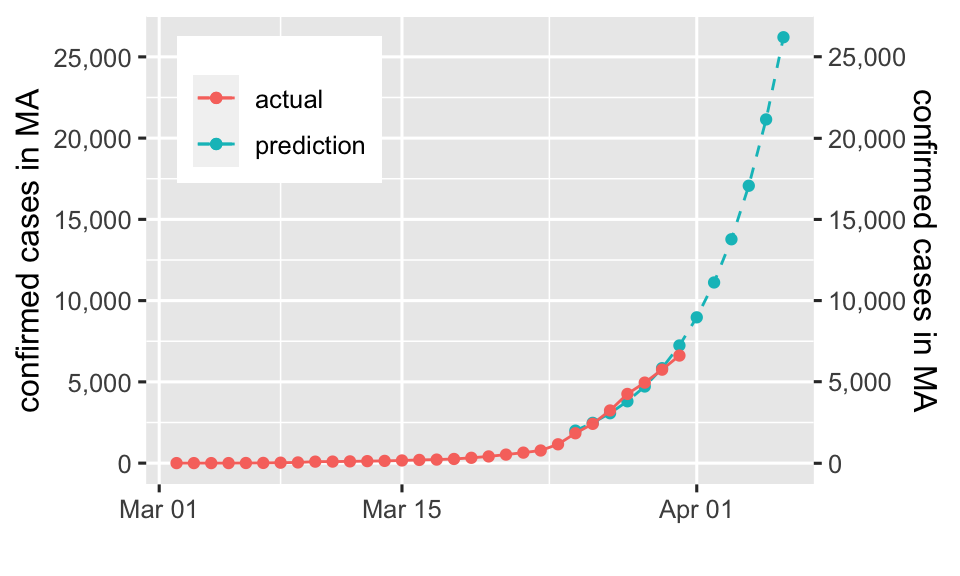 confirmed cases in MA
25,000
20,000
15,000
10,000
5,000
0
actual
prediction
25,000
20,000
15,000
10,000
5,000
0
confirmed cases in MA
Mar 01
Mar 15
Apr 01